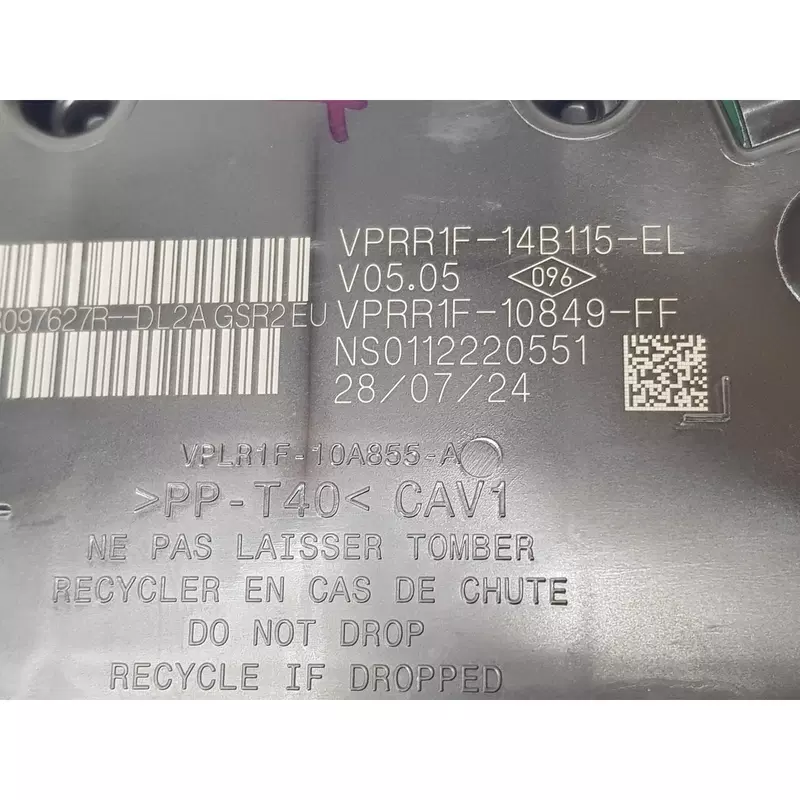 VPRR1F-14B115-EL
V05.05 096
097627R-DL2A GSR2 EU VPRR1F-10849-FF
NS0112220551
28/07/24
VPLR1F-10A855-A
>PP-T40< CAV1
NE PAS LAISSER TOMBER
RECYCLER EN CAS DE CHUTE
DO NOT DROP
RECYCLE IF DROPPED